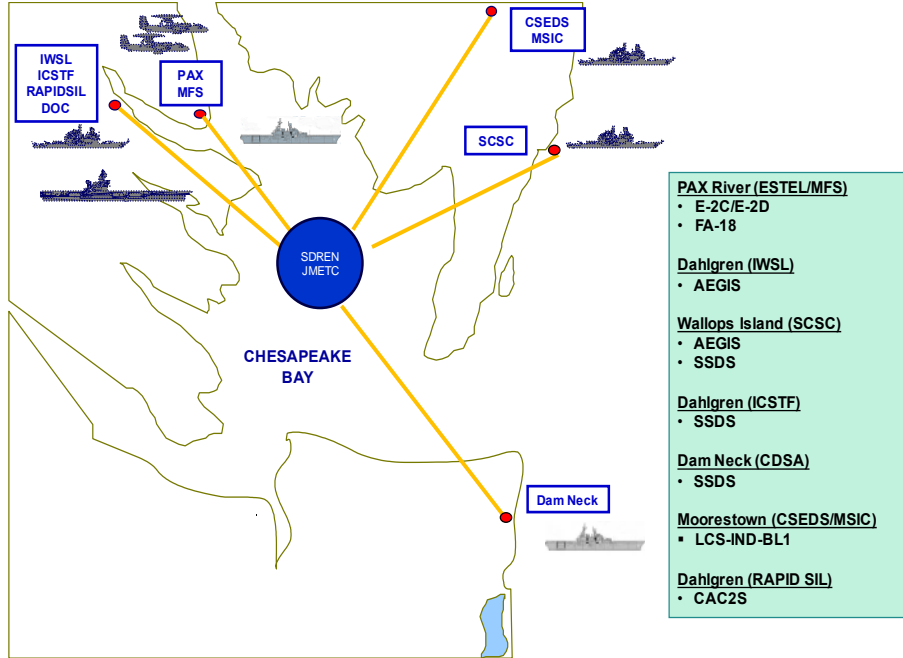 IWSL
ICSTF
RAPIDSIL
DOC
PAX
MFS
CSEDS
MSIC
SCSC
SDREN
JMETC
CHESAPEAKE
BAY
Dam Neck
PAX River (ESTEL/MFS)
• E-2C/E-2D
• FA-18
Dahlgren (IWSL)
• AEGIS
Wallops Island (SCSC)
• AEGIS
• SSDS
Dahlgren (ICSTF)
• SSDS
Dam Neck (CDSA)
• SSDS
Moorestown (CSEDS/MSIC)
▪ LCS-IND-BL1
Dahlgren (RAPID SIL)
• CAC2S